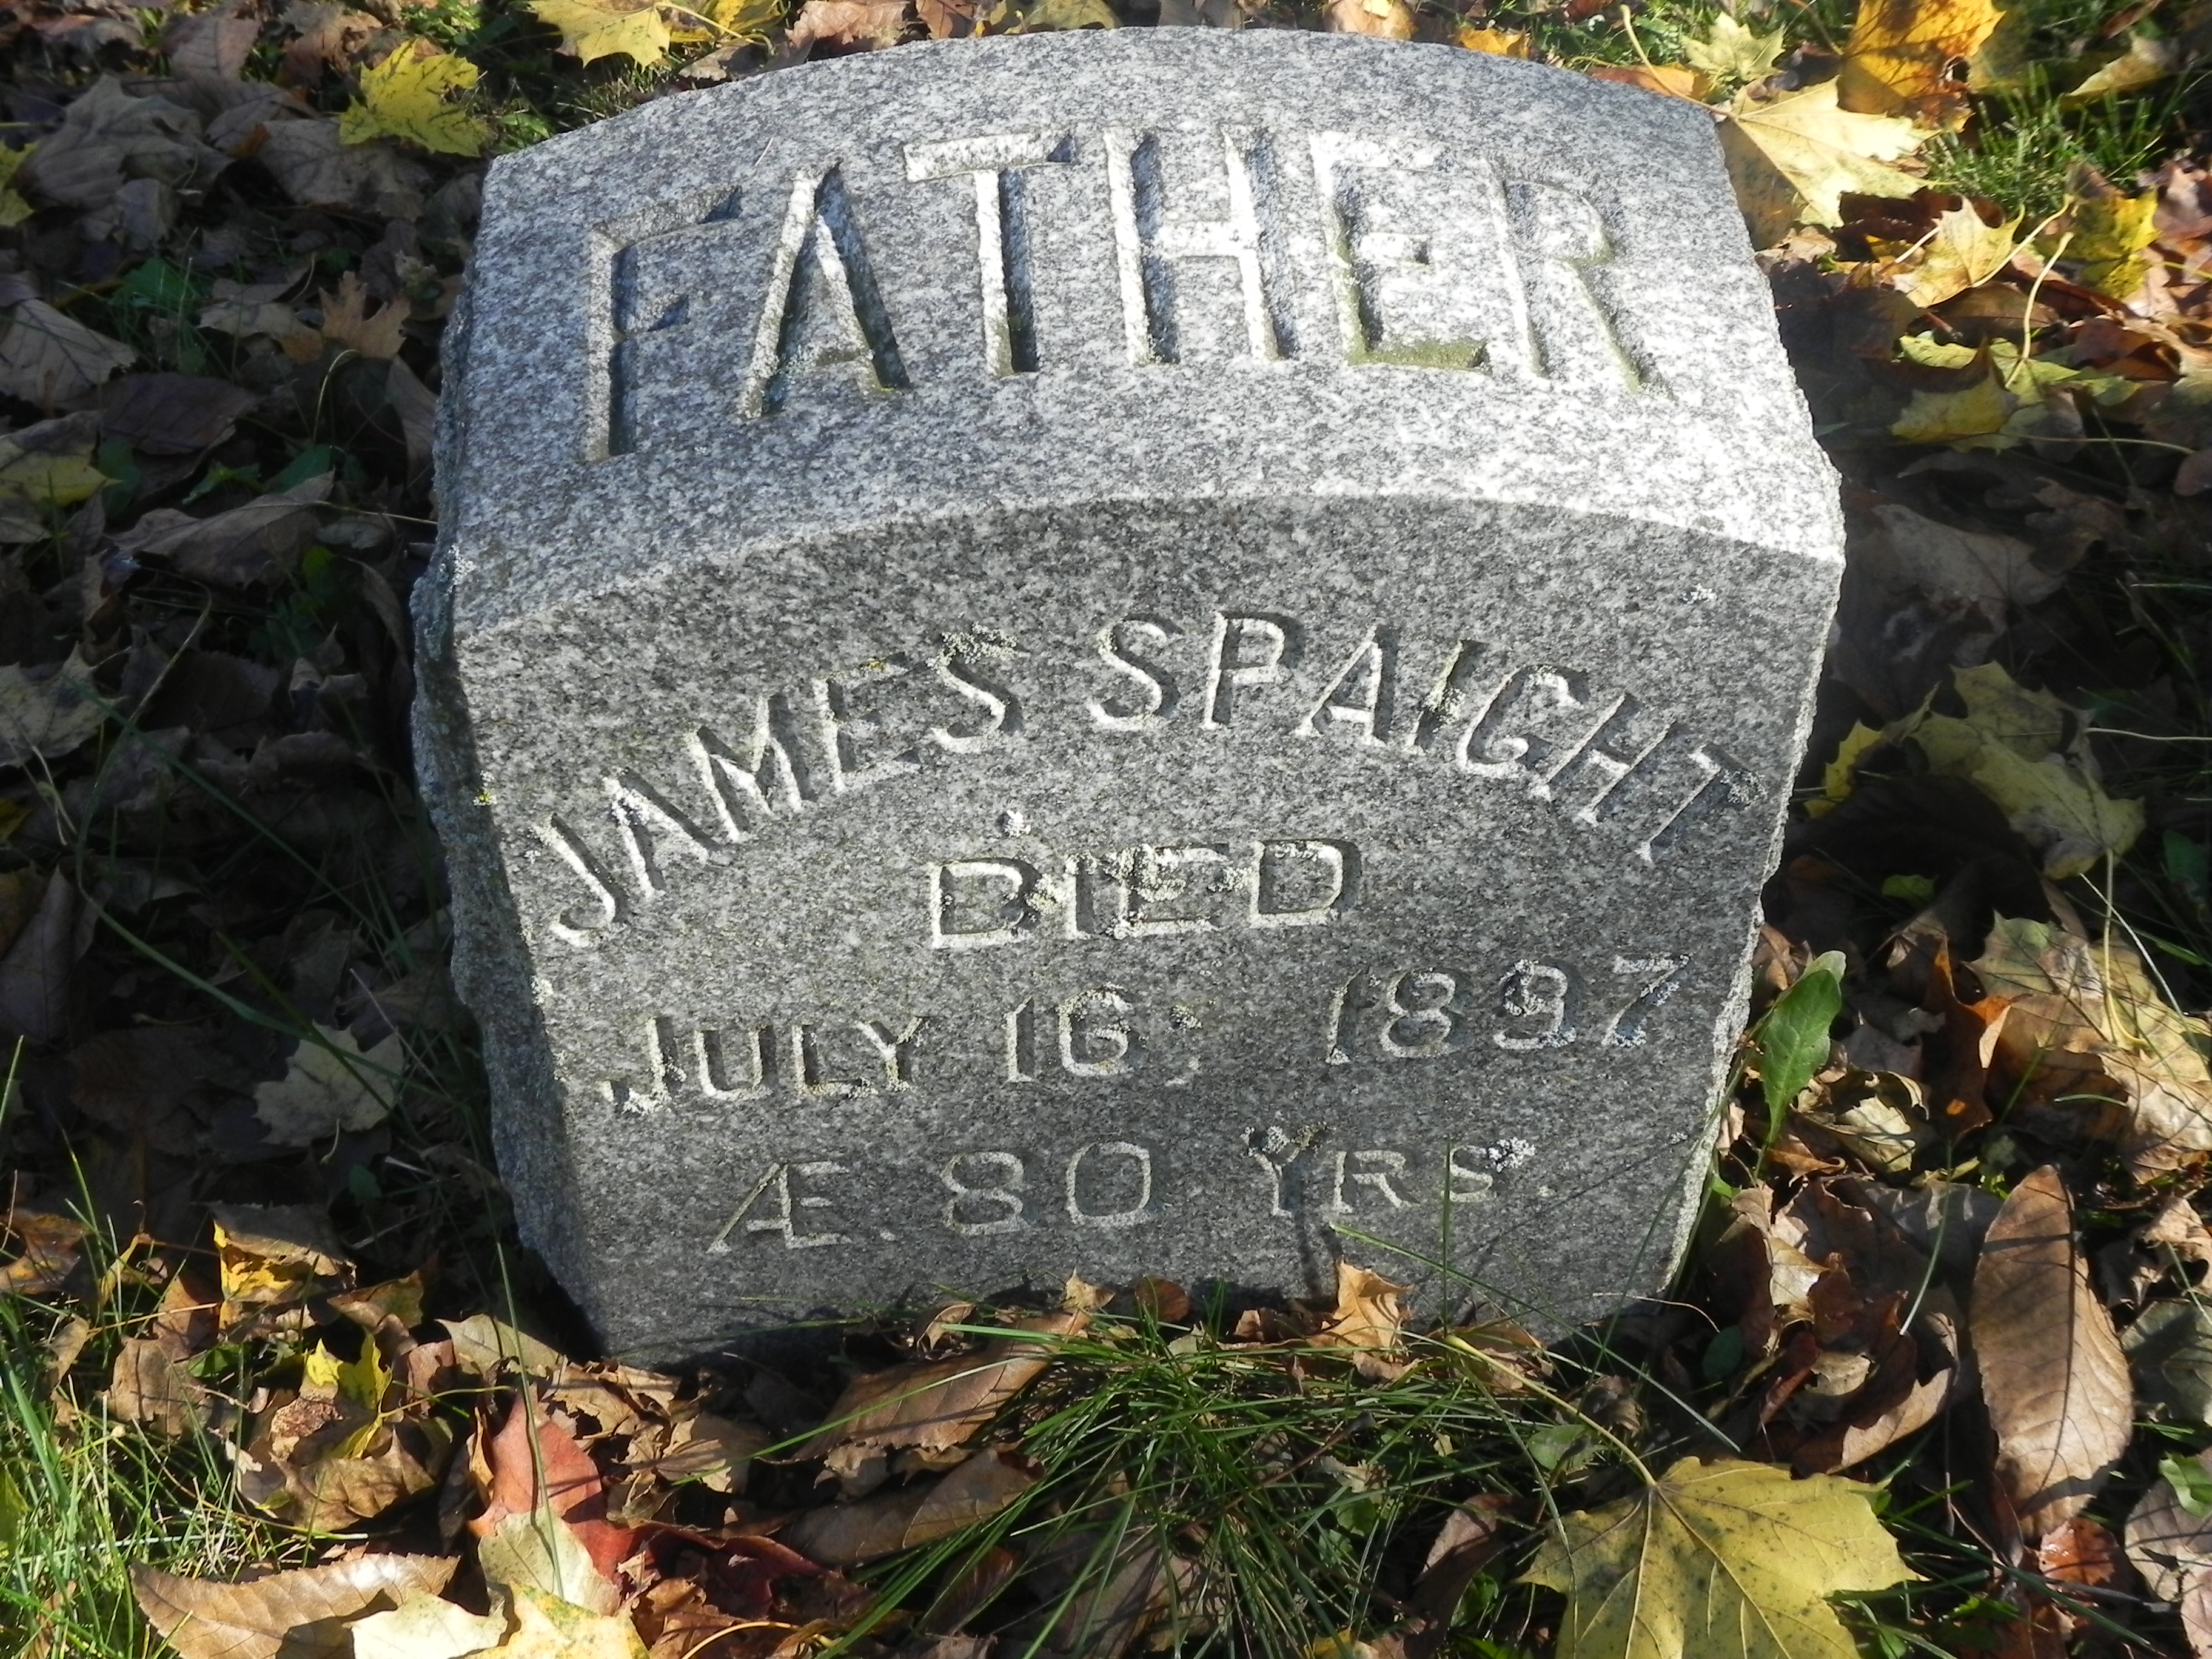 FATHER
JAMES SPAIGHT
DIED
JULY 16, 1897
Æ. 80 YRS.